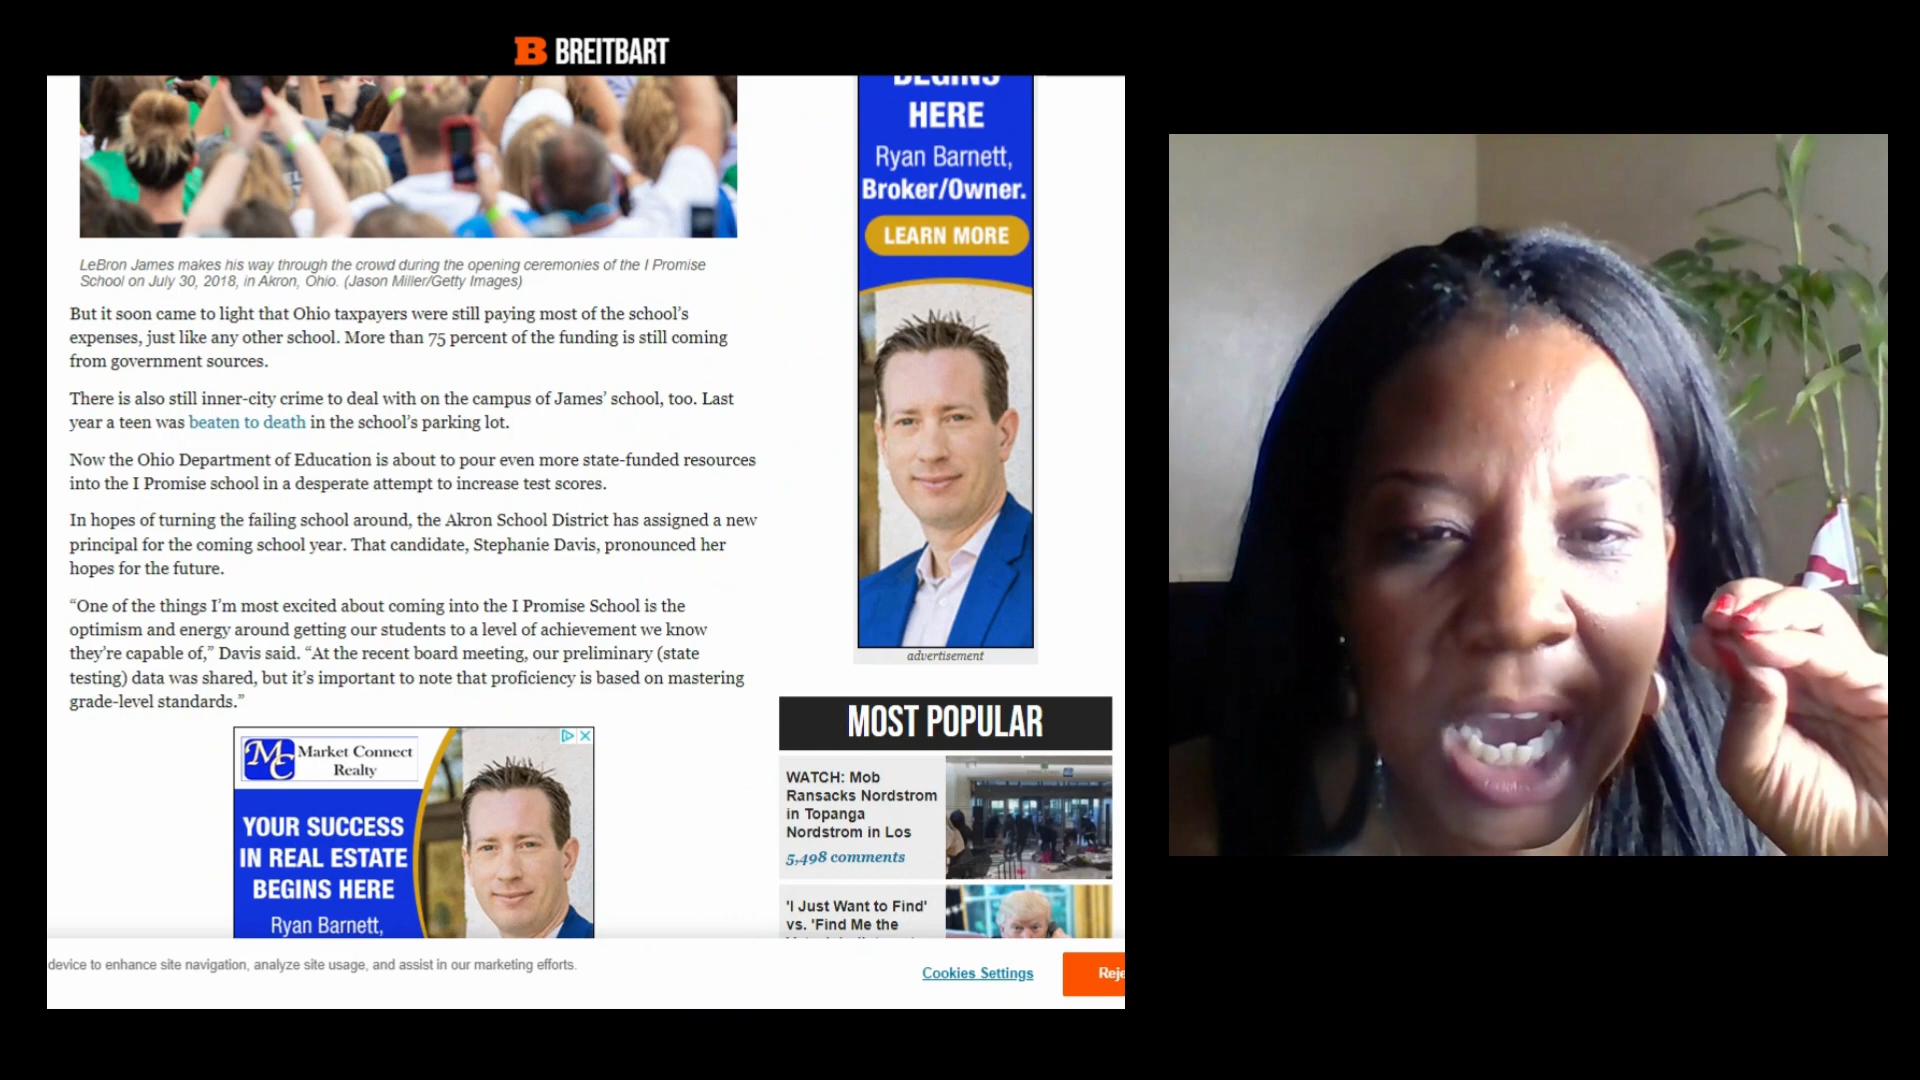 B BREITBART
LeBron James makes his way through the crowd during the opening ceremonies of the I Promise
School on July 30, 2018, in Akron, Ohio. (Jason Miller/Getty Images)
But it soon came to light that Ohio taxpayers were still paying most of the school’s
expenses, just like any other school. More than 75 percent of the funding is still coming
from government sources.
There is also still inner-city crime to deal with on the campus of James’ school, too. Last
year a teen was beaten to death in the school’s parking lot.
Now the Ohio Department of Education is about to pour even more state-funded resources
into the I Promise school in a desperate attempt to increase test scores.
In hopes of turning the failing school around, the Akron School District has assigned a new
principal for the coming school year. That candidate, Stephanie Davis, pronounced her
hopes for the future.
“One of the things I’m most excited about coming into the I Promise School is the
optimism and energy around getting our students to a level of achievement we know
they’re capable of,” Davis said. “At the recent board meeting, our preliminary (state
testing) data was shared, but it’s important to note that proficiency is based on mastering
grade-level standards.”
MC Market Connect
Realty
YOUR SUCCESS
IN REAL ESTATE
BEGINS HERE
Ryan Barnett,
BEGINS
HERE
Ryan Barnett,
Broker/Owner.
LEARN MORE
advertisement
MOST POPULAR
WATCH: Mob
Ransacks Nordstrom
in Topanga
Nordstrom in Los
5,498 comments
'I Just Want to Find'
vs. 'Find Me the
device to enhance site navigation, analyze site usage, and assist in our marketing efforts.
Cookies Settings
Reje